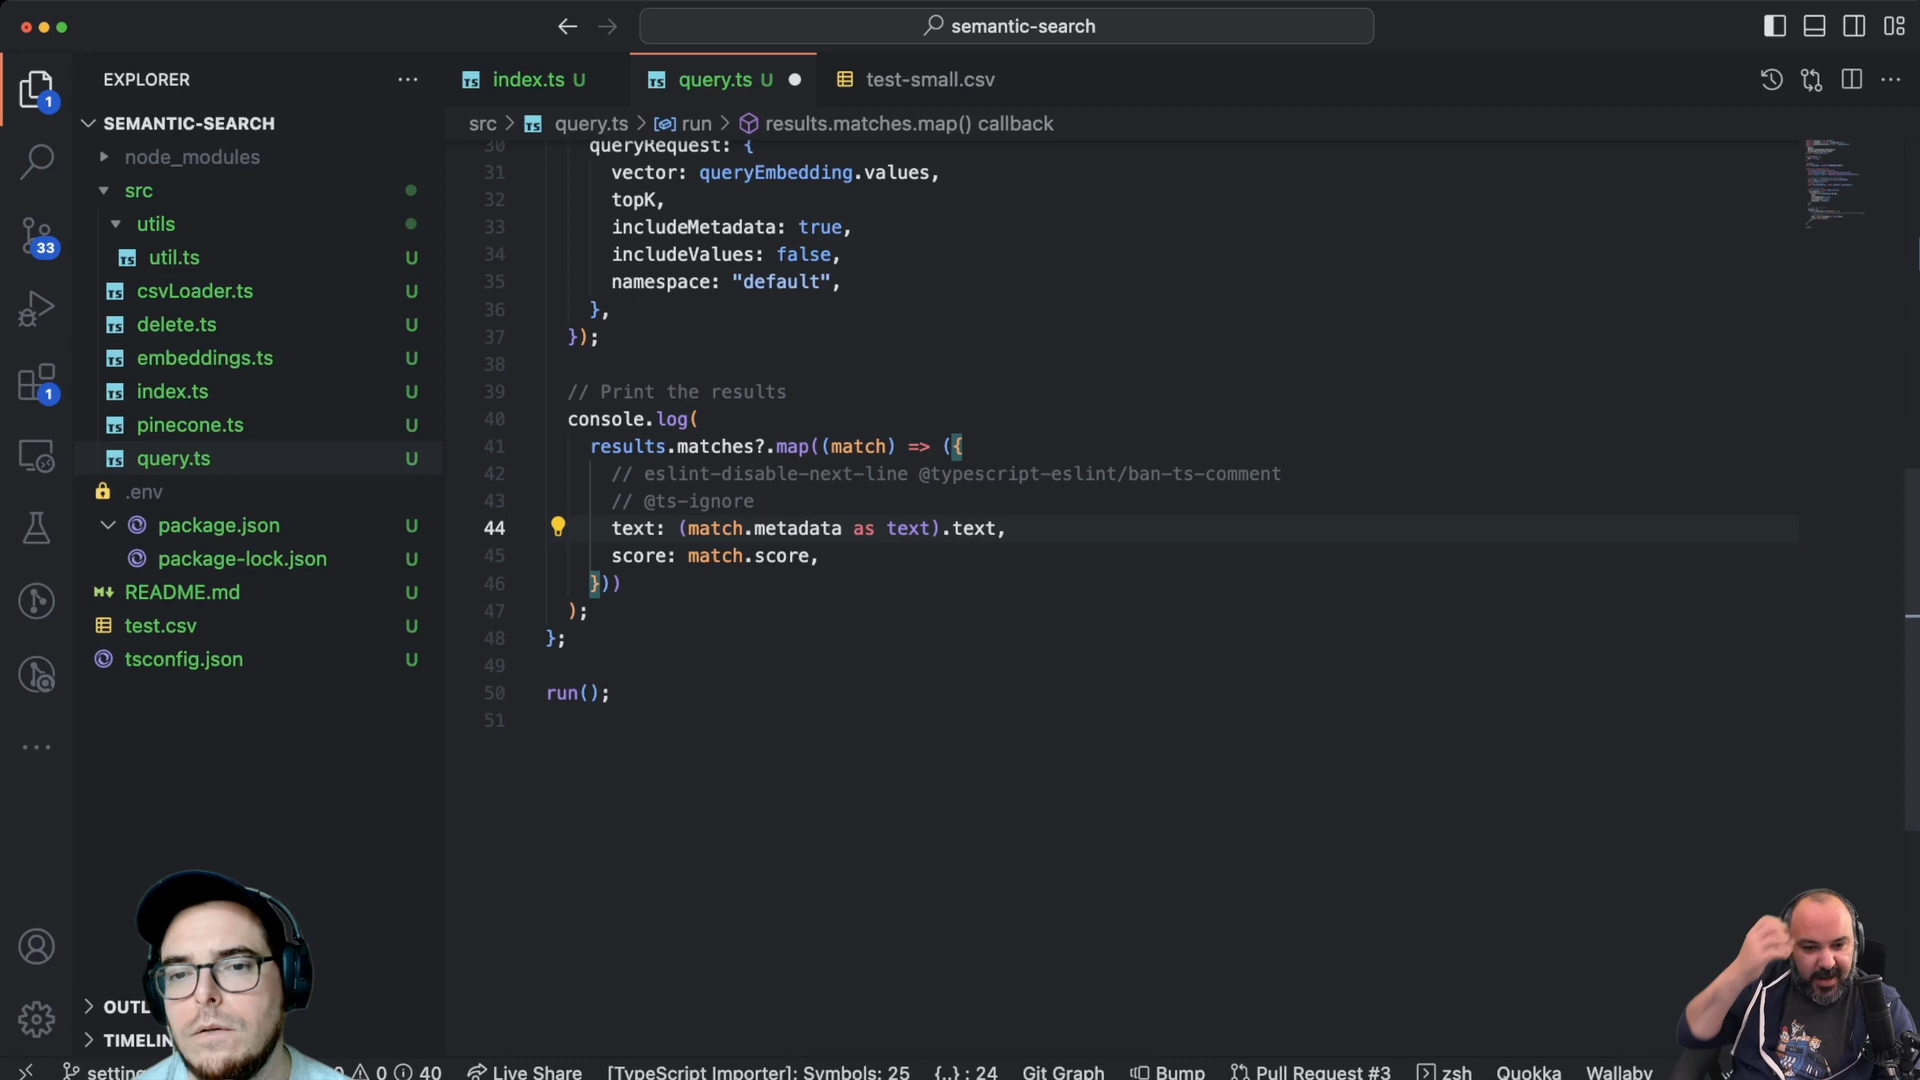 semantic-search
EXPLORER
SEMANTIC-SEARCH
node_modules
src
utils
util.ts U
csvLoader.ts U
delete.ts U
embeddings.ts U
index.ts U
pinecone.ts U
query.ts U
.env
package.json U
package-lock.json U
README.md U
test.csv U
tsconfig.json U
1
33
1
index.ts U
query.ts U
test-small.csv
src > query.ts > run > results.matches.map() callback
30 queryRequest: {
31 vector: queryEmbedding.values,
32 topK,
33 includeMetadata: true,
34 includeValues: false,
35 namespace: "default",
36 },
37 });
38
39 // Print the results
40 console.log(
41 results.matches?.map((match) => ({
42 // eslint-disable-next-line @typescript-eslint/ban-ts-comment
43 // @ts-ignore
44 text: (match.metadata as text).text,
45 score: match.score,
46 }))
47 );
48 };
49
50 run();
51
OUTL
TIMELIN
setting 0 0 40 Live Share [TypeScript Importer]: Symbols: 25 {..} : 24 Git Graph Bump Pull Request #3 zsh Quokka Wallaby